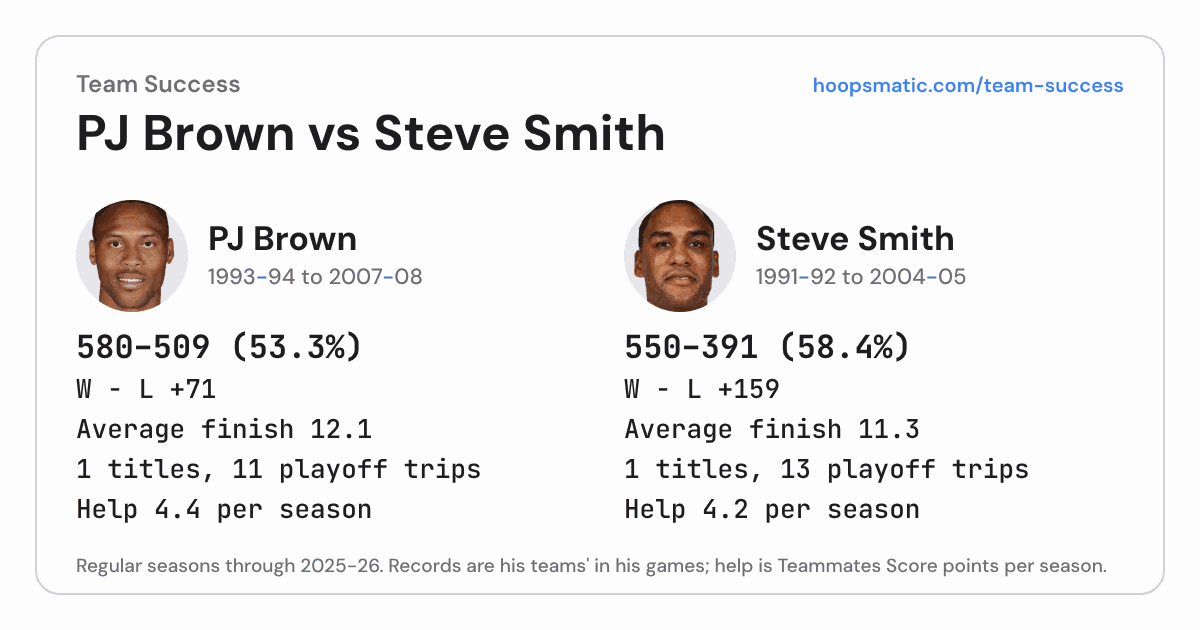 Team Success
hoopsmatic.com/team-success
PJ Brown vs Steve Smith
PJ Brown
1993-94 to 2007-08
580-509 (53.3%)
W - L +71
Average finish 12.1
1 titles, 11 playoff trips
Help 4.4 per season
Steve Smith
1991-92 to 2004-05
550-391 (58.4%)
W - L +159
Average finish 11.3
1 titles, 13 playoff trips
Help 4.2 per season
Regular seasons through 2025-26. Records are his teams' in his games; help is Teammates Score points per season.